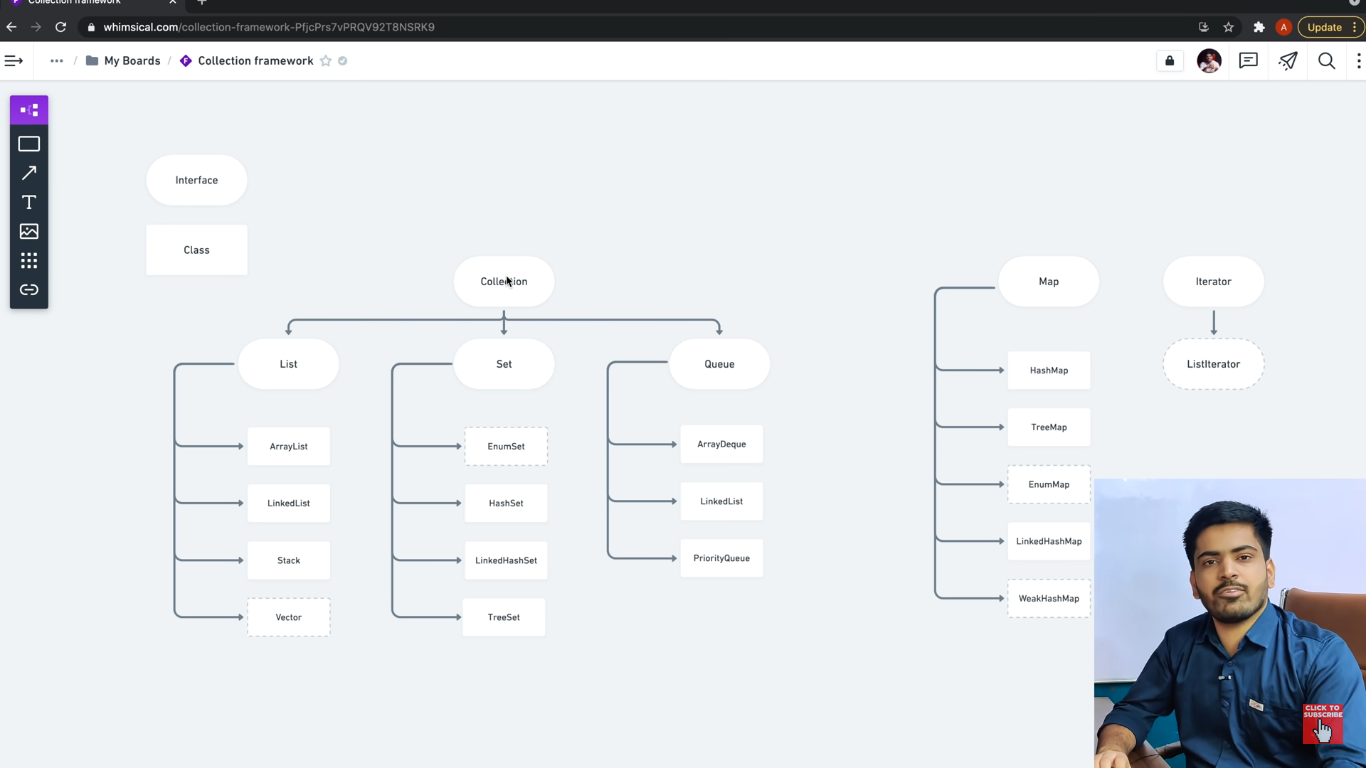 Collection framework
whimsical.com/collection-framework-PfjcPrs7vPRQV92T8NSRK9
A
Update
... / My Boards / Collection framework
T
Interface
Class
Collection
Map
Iterator
List
Set
Queue
ListIterator
HashMap
TreeMap
EnumMap
LinkedHashMap
WeakHashMap
ArrayList
LinkedList
Stack
Vector
EnumSet
HashSet
LinkedHashSet
TreeSet
ArrayDeque
LinkedList
PriorityQueue
CLICK TO
SUBSCRIBE